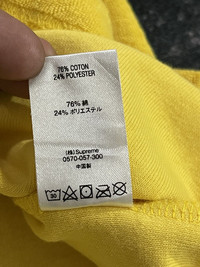 76% COTON
24% POLYESTER
76% 綿
24% ポリエステル
(株) Supreme
0570-057-300
中国製